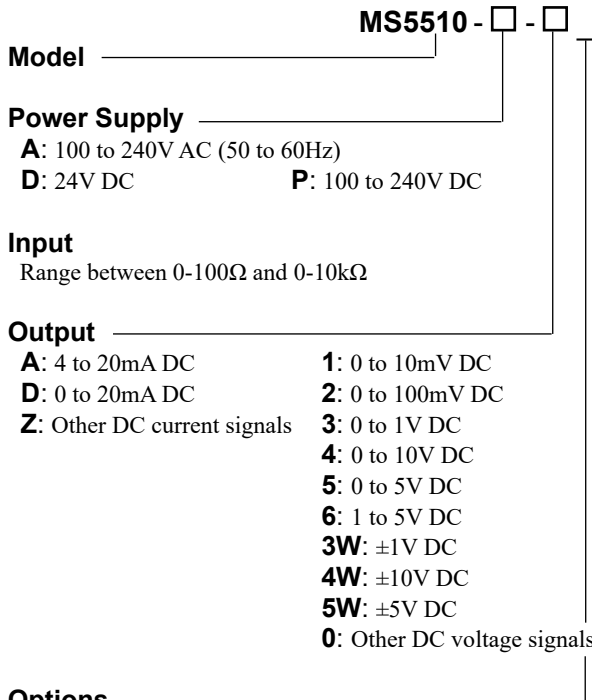 MS5510 - □ - □
Model
Power Supply
A: 100 to 240V AC (50 to 60Hz)
D: 24V DC P: 100 to 240V DC
Input
Range between 0-100Ω and 0-10kΩ
Output
A: 4 to 20mA DC 1: 0 to 10mV DC
D: 0 to 20mA DC 2: 0 to 100mV DC
Z: Other DC current signals 3: 0 to 1V DC
4: 0 to 10V DC
5: 0 to 5V DC
6: 1 to 5V DC
3W: ±1V DC
4W: ±10V DC
5W: ±5V DC
0: Other DC voltage signals
Options